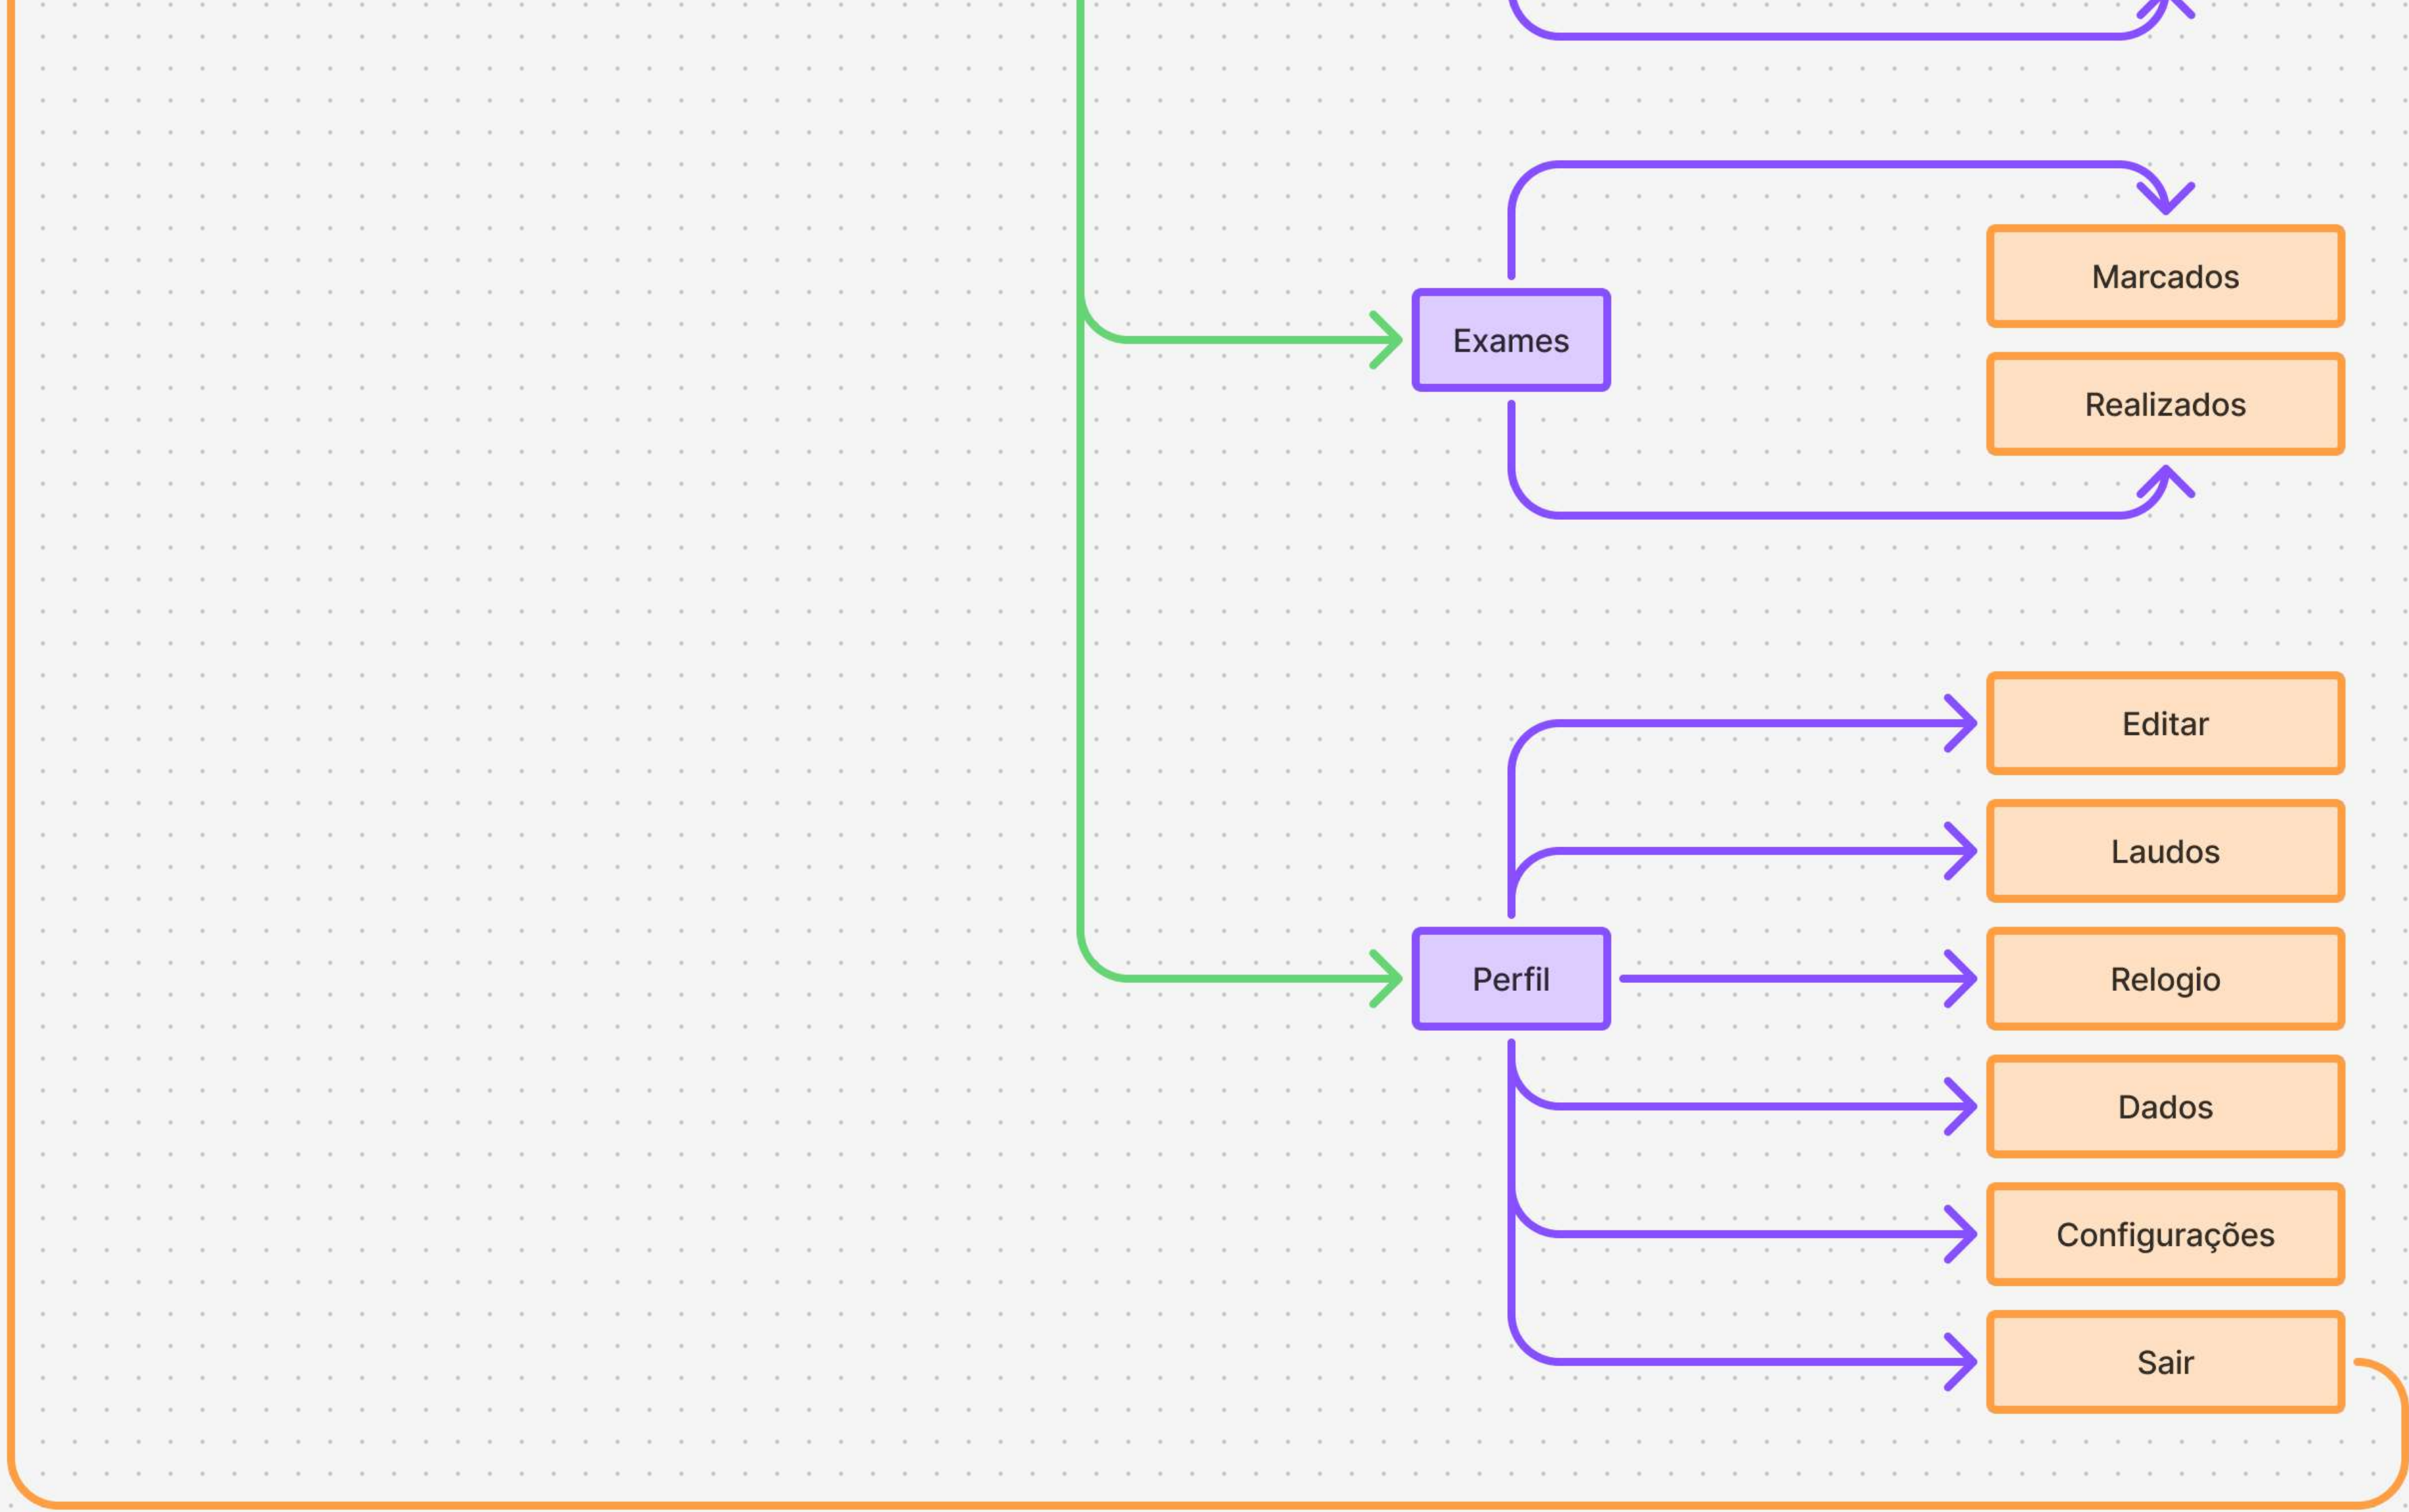 Marcados
Exames
Realizados
Editar
Laudos
Perfil
Relogio
Dados
Configurações
Sair